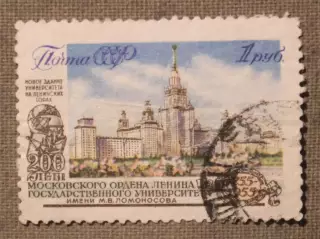 Почта СССР 1 руб.
НОВОЕ ЗДАНИЕ
УНИВЕРСИТЕТА
НА ЛЕНИНСКИХ
ГОРАХ
200 ЛЕТ
МОСКОВСКОГО ОРДЕНА ЛЕНИНА
ГОСУДАРСТВЕННОГО УНИВЕРСИТЕТА
ИМЕНИ М.В.ЛОМОНОСОВА